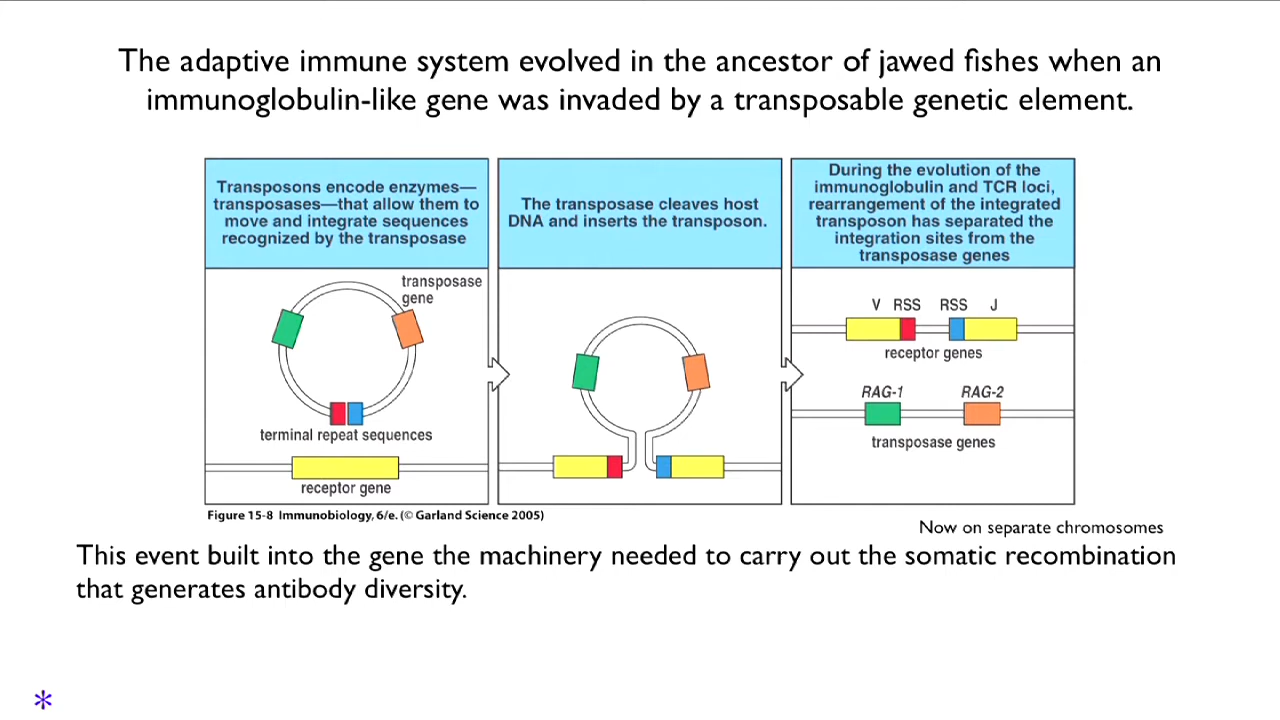 The adaptive immune system evolved in the ancestor of jawed fishes when an
immunoglobulin-like gene was invaded by a transposable genetic element.
Transposons encode enzymes—
transposases—that allow them to
move and integrate sequences
recognized by the transposase
The transposase cleaves host
DNA and inserts the transposon.
During the evolution of the
immunoglobulin and TCR loci,
rearrangement of the integrated
transposon has separated the
integration sites from the
transposase genes
transposase
gene
terminal repeat sequences
receptor gene
V RSS RSS J
receptor genes
RAG-1 RAG-2
transposase genes
Figure 15-8 Immunobiology, 6/e. (© Garland Science 2005)
Now on separate chromosomes
This event built into the gene the machinery needed to carry out the somatic recombination
that generates antibody diversity.
*